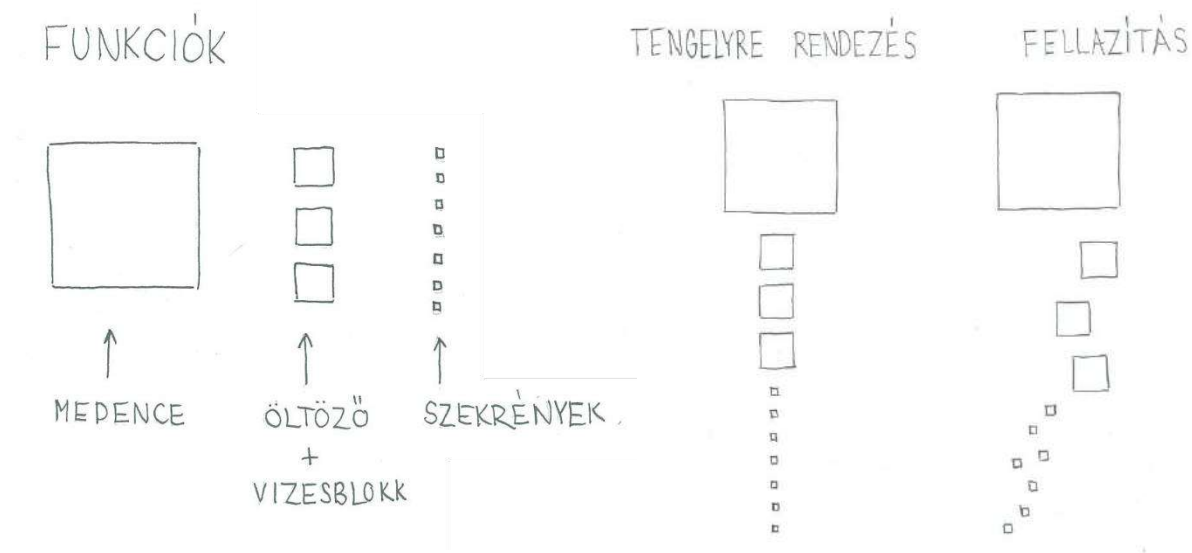 FUNKCIÓK
MEDENCE
ÖLTÖZŐ
+
VIZESBLOKK
SZEKRÉNYEK.
TENGELYRE RENDEZÉS
FELLAZÍTÁS